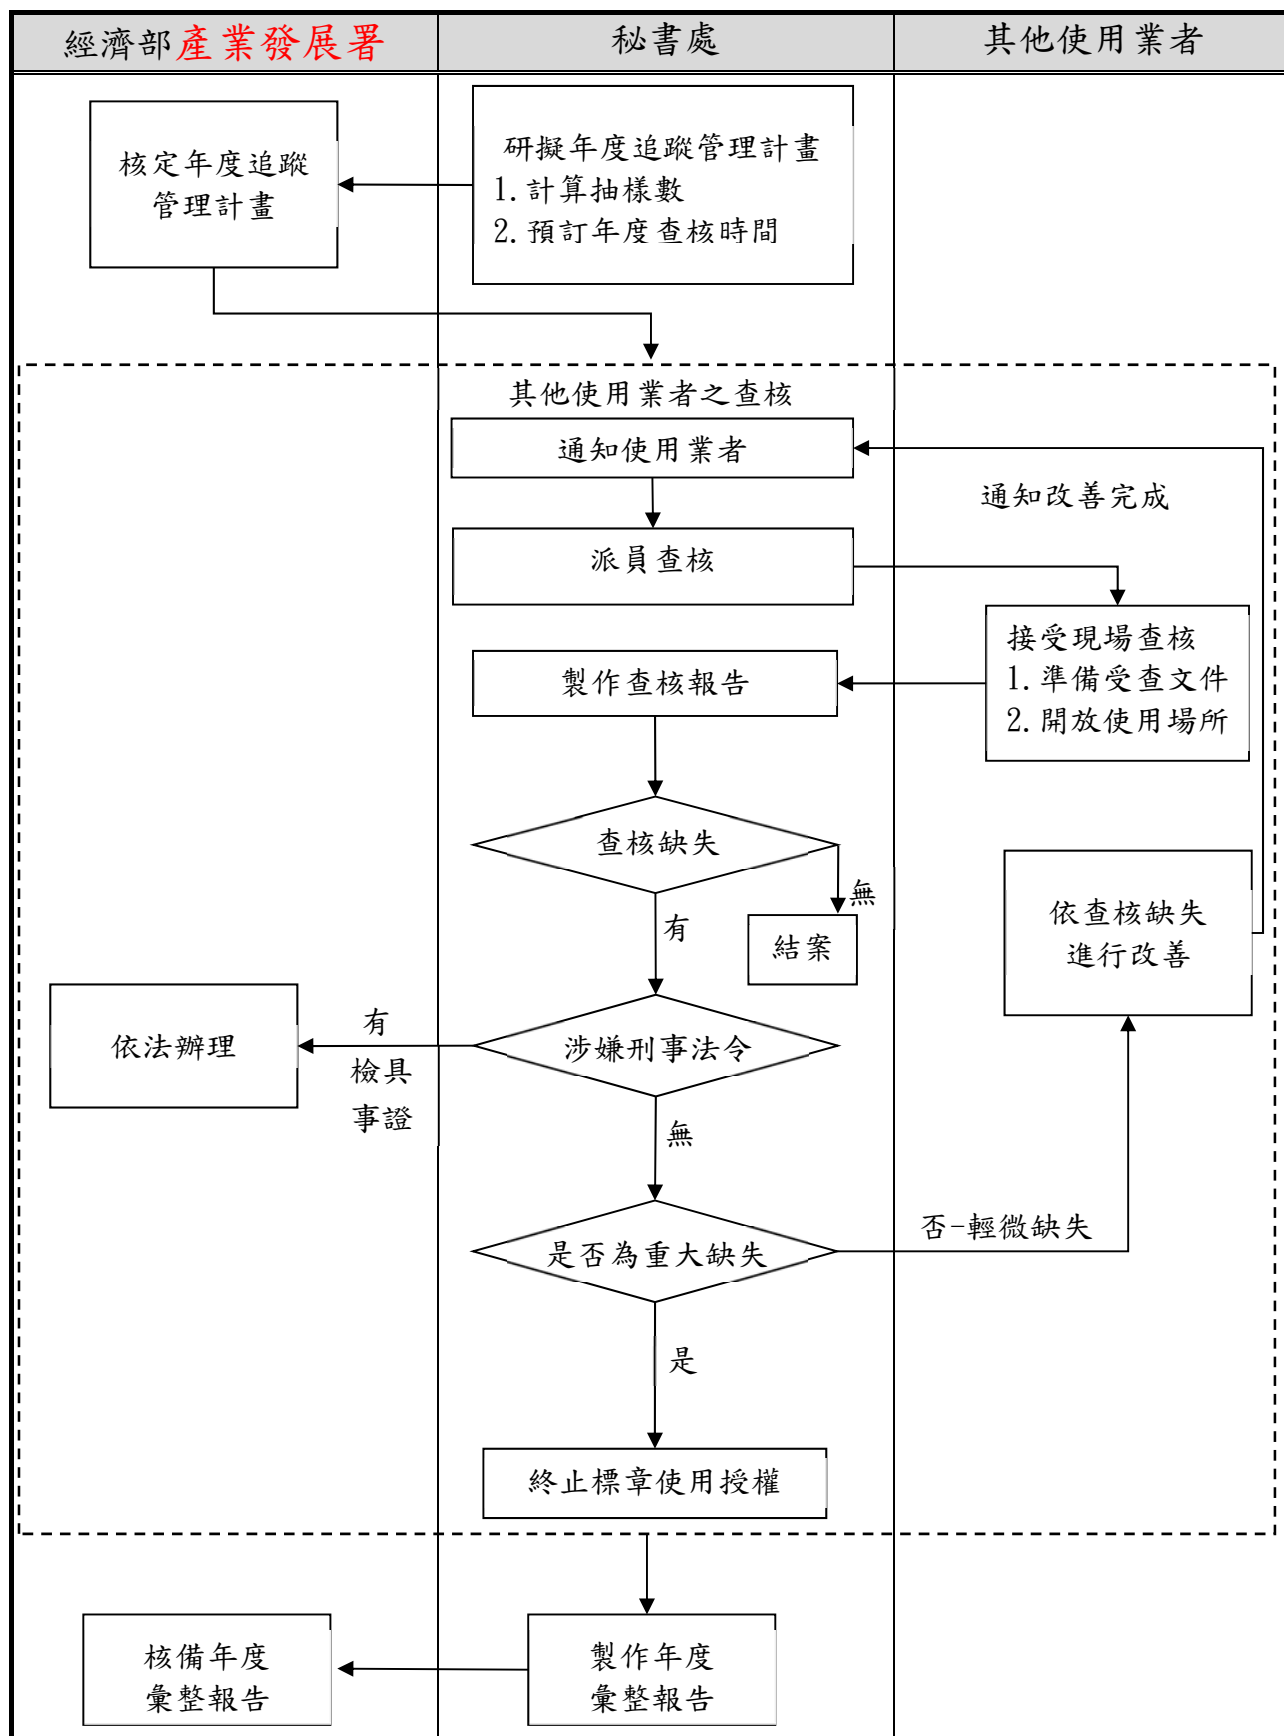 經濟部產業發展署
秘書處
其他使用業者
核定年度追蹤
管理計畫
研擬年度追蹤管理計畫
1.計算抽樣數
2.預訂年度查核時間
其他使用業者之查核
通知使用業者
通知改善完成
派員查核
接受現場查核
1.準備受查文件
2.開放使用場所
製作查核報告
查核缺失
無
結案
有
依查核缺失
進行改善
涉嫌刑事法令
有
檢具
事證
依法辦理
無
是否為重大缺失
否-輕微缺失
是
終止標章使用授權
製作年度
彙整報告
核備年度
彙整報告